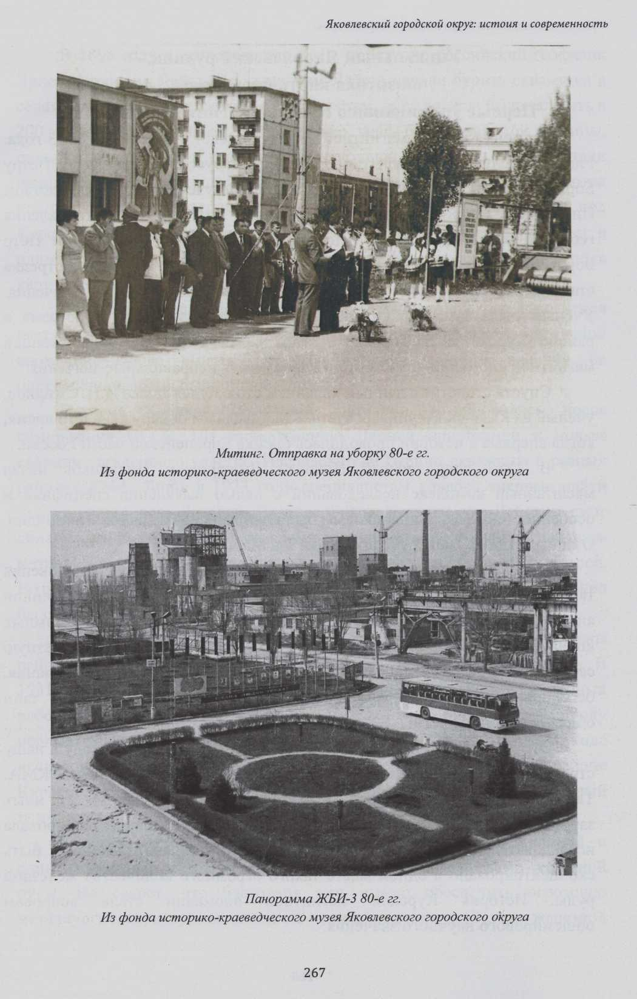 Яковлевский городской округ: истоия и современность
Митинг. Отправка на уборку 80-е гг.
Из фонда историко-краеведческого музея Яковлевского городского округа
Панорама ЖБИ-3 80-е гг.
Из фонда историко-краеведческого музея Яковлевского городского округа
267